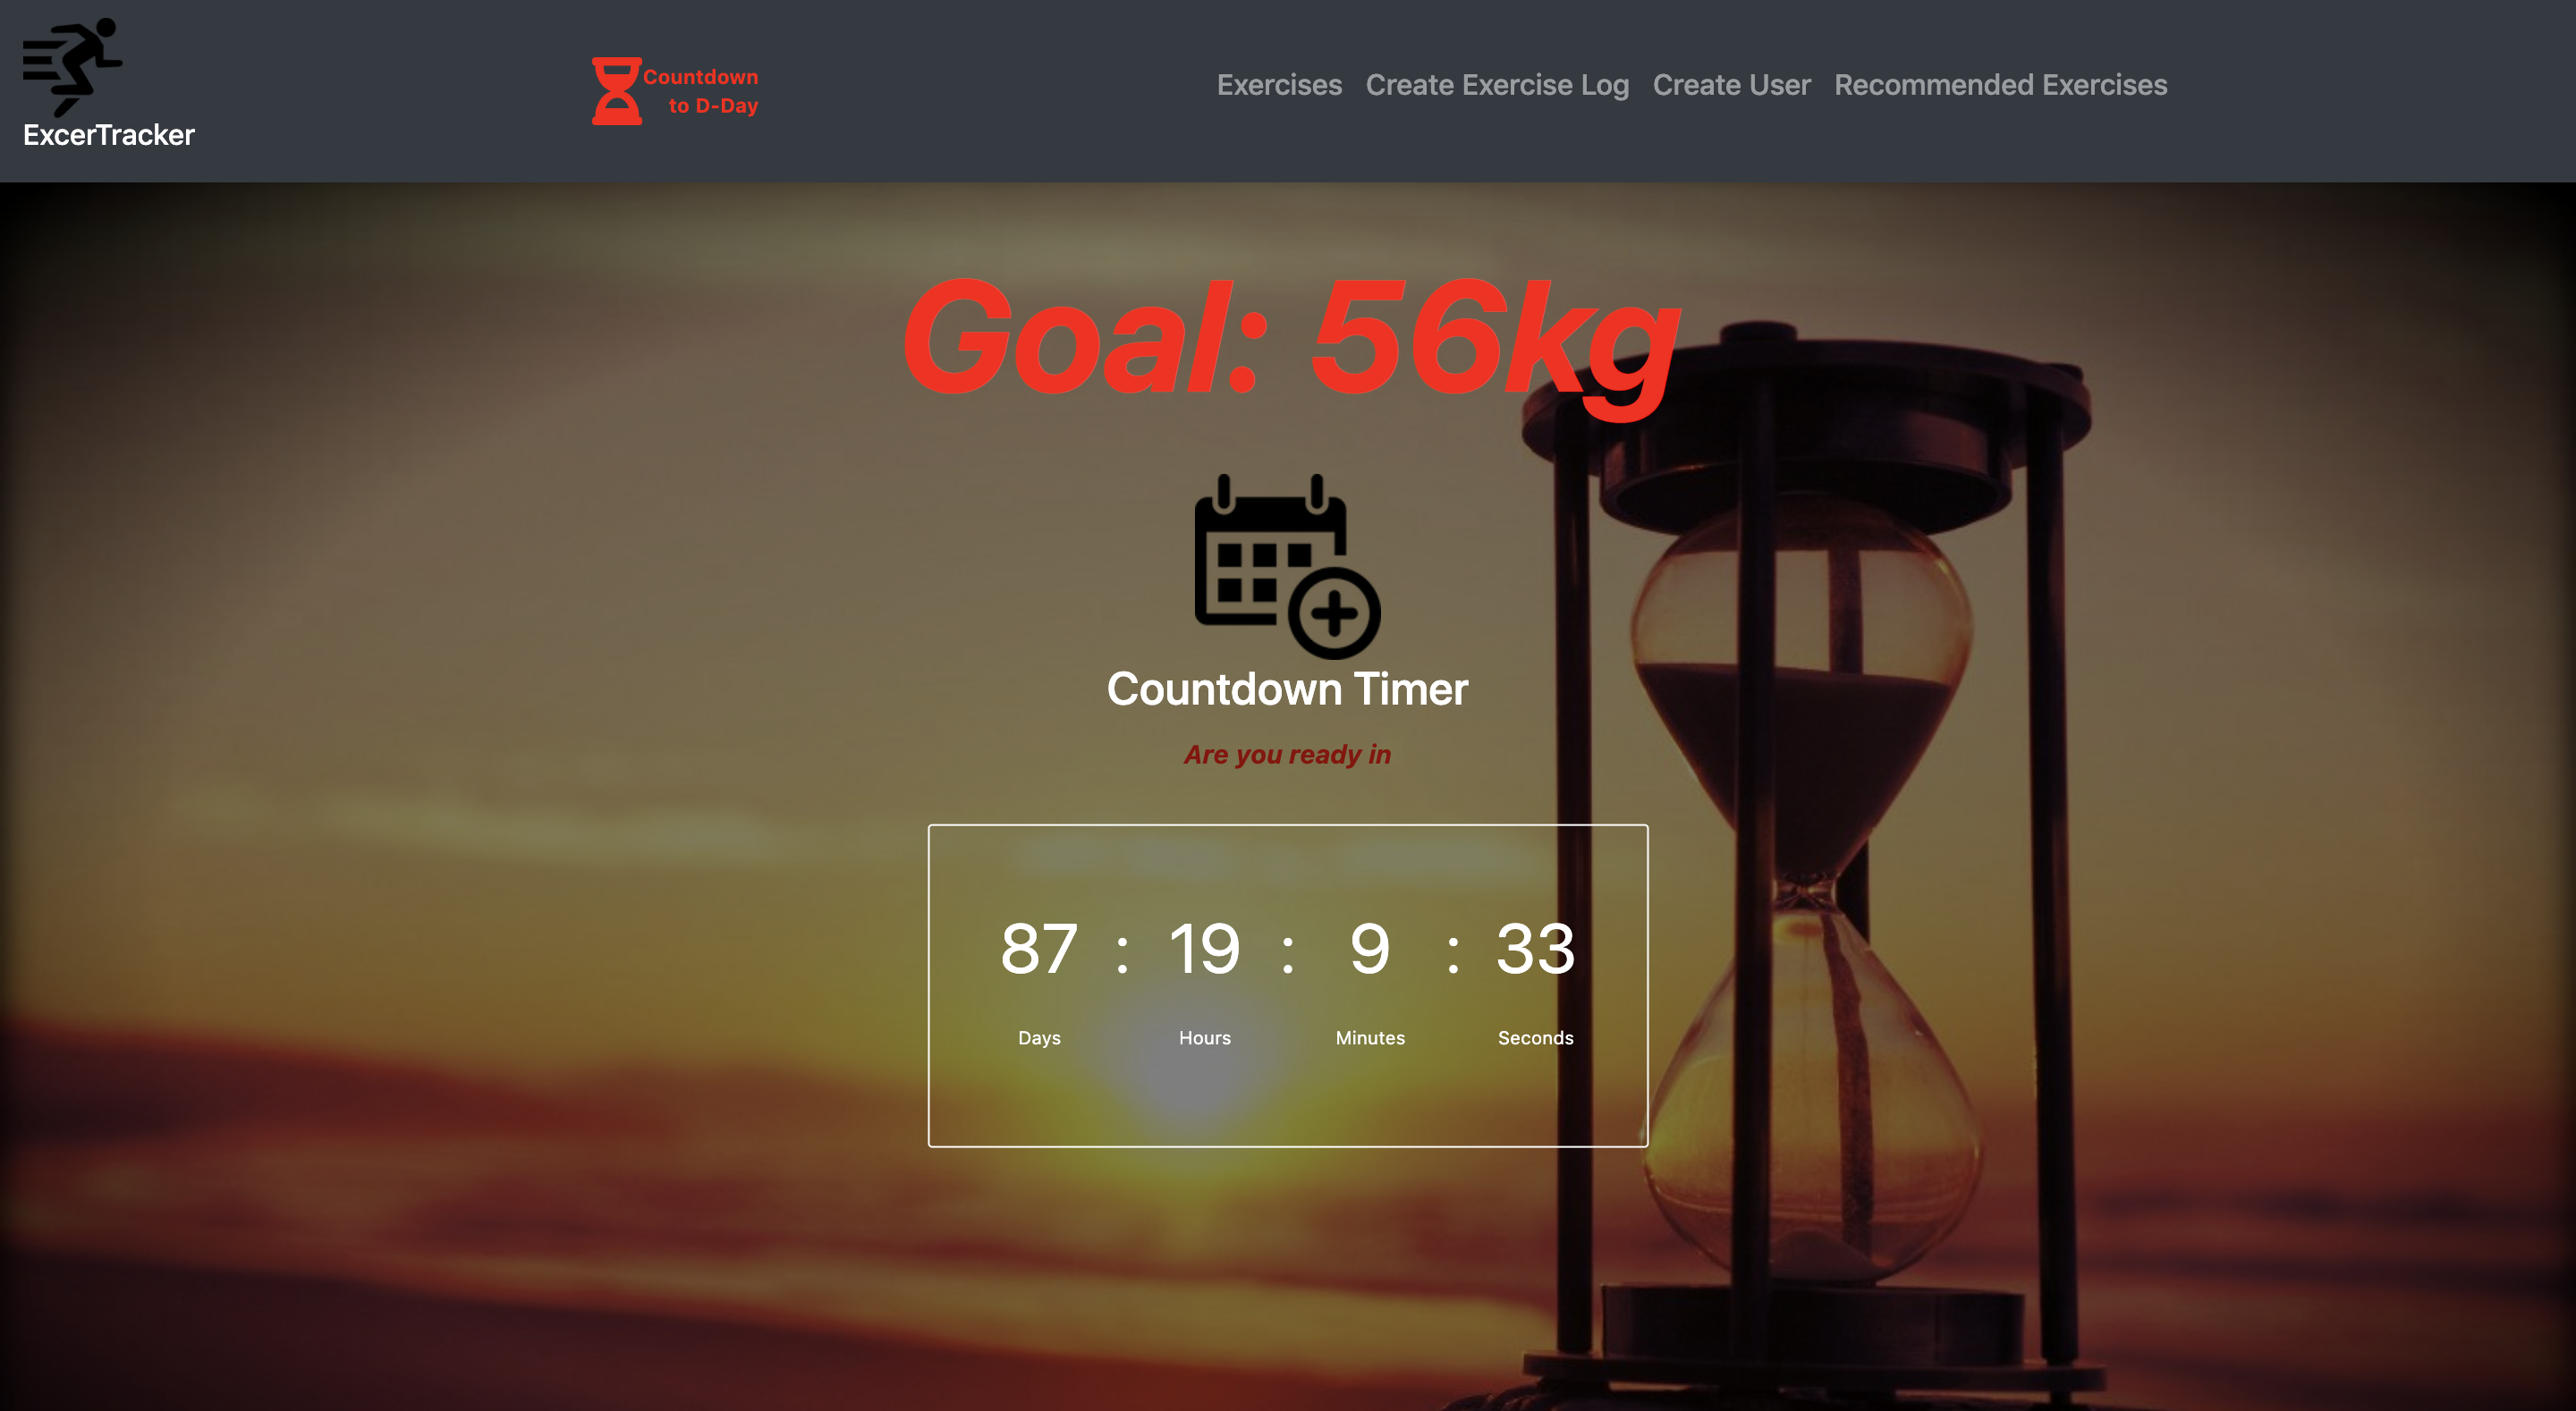 ExcerTracker
Countdown
to D-Day
Exercises Create Exercise Log Create User Recommended Exercises
Goal: 56kg
Countdown Timer
Are you ready in
87 : 19 : 9 : 33
Days Hours Minutes Seconds